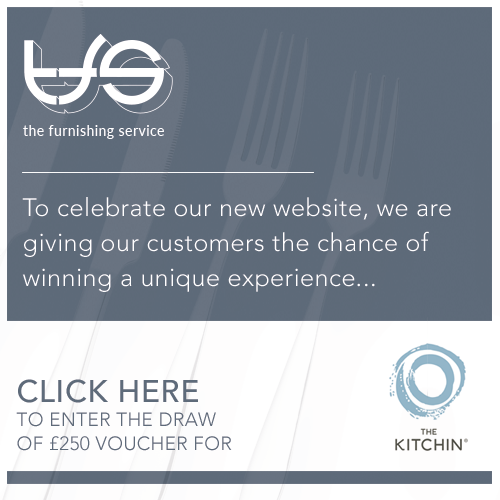 tfs
the furnishing service
To celebrate our new website, we are
giving our customers the chance of
winning a unique experience...
CLICK HERE
TO ENTER THE DRAW
OF £250 VOUCHER FOR
THE
KITCHIN®